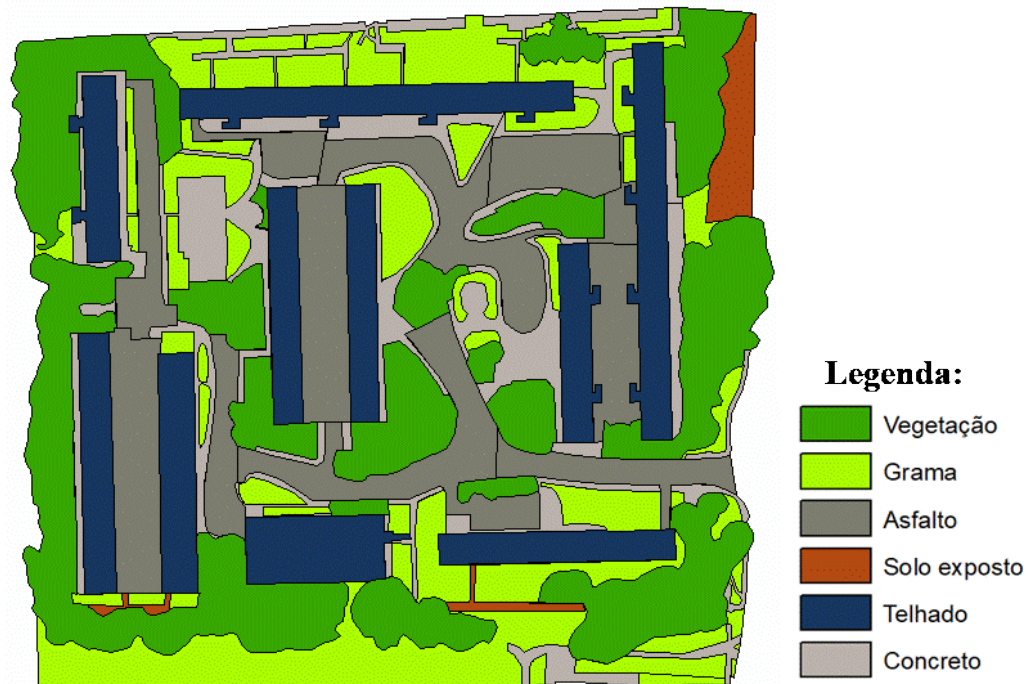 Legenda:
Vegetação
Grama
Asfalto
Solo exposto
Telhado
Concreto